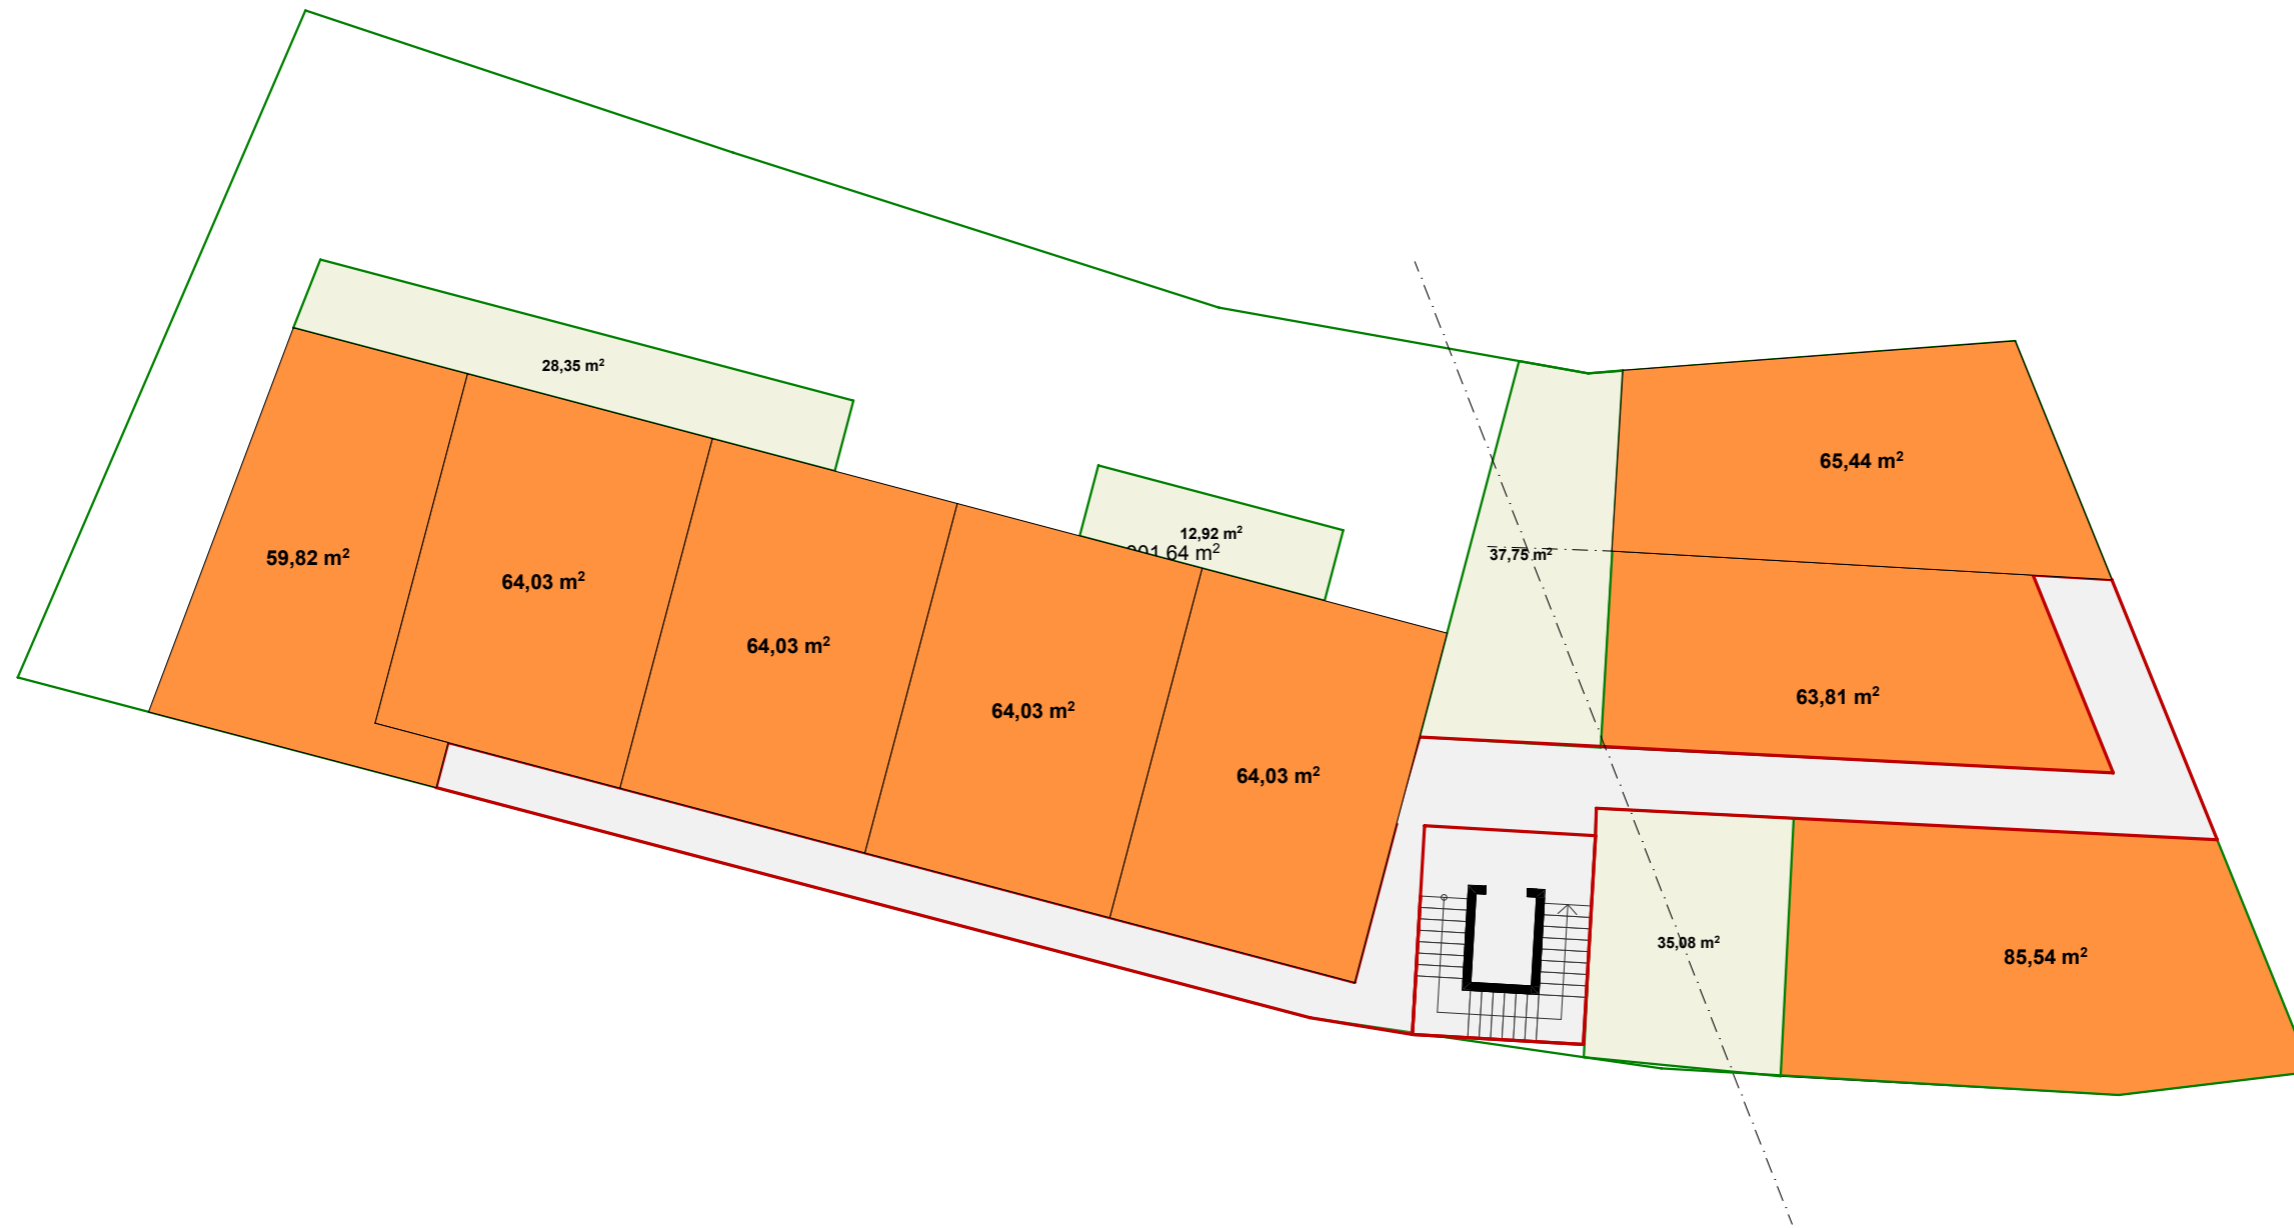 28,35 m²
65,44 m²
12,92 m²
37,75 m²
59,82 m²
64,03 m²
64,03 m²
63,81 m²
64,03 m²
64,03 m²
35,08 m²
85,54 m²